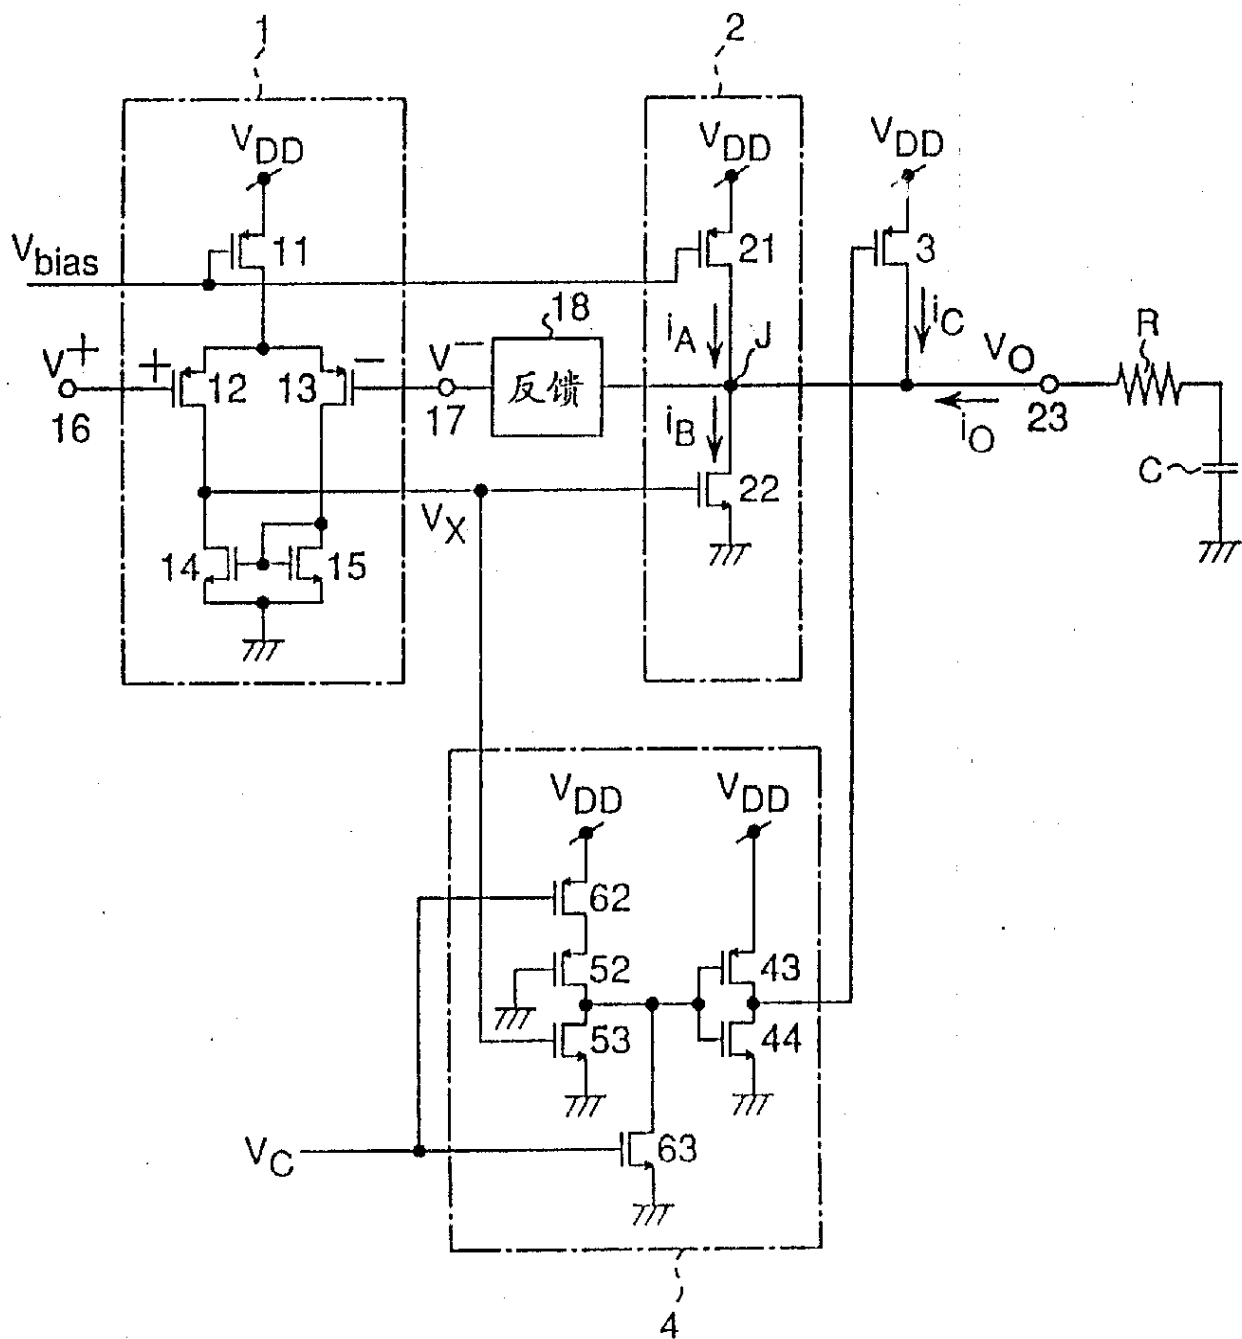 1
2
VDD
VDD
VDD
Vbias
11
21
3
18
iA
J
iC
VO
R
V+
+
12
13
−
V−
反馈
16
17
iB
iO
23
22
C
VX
14
15
VDD
VDD
62
52
43
53
44
VC
63
4